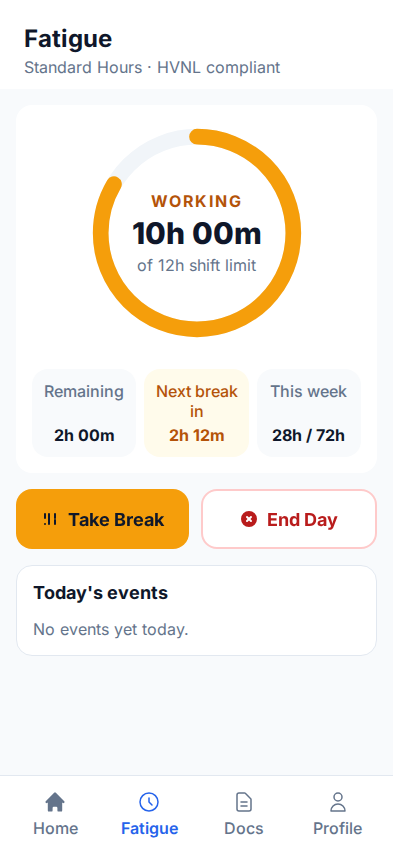 Fatigue
Standard Hours · HVNL compliant
WORKING
10h 00m
of 12h shift limit
Remaining
2h 00m
Next break
in
2h 12m
This week
28h / 72h
Take Break
End Day
Today's events
No events yet today.
Home
Fatigue
Docs
Profile